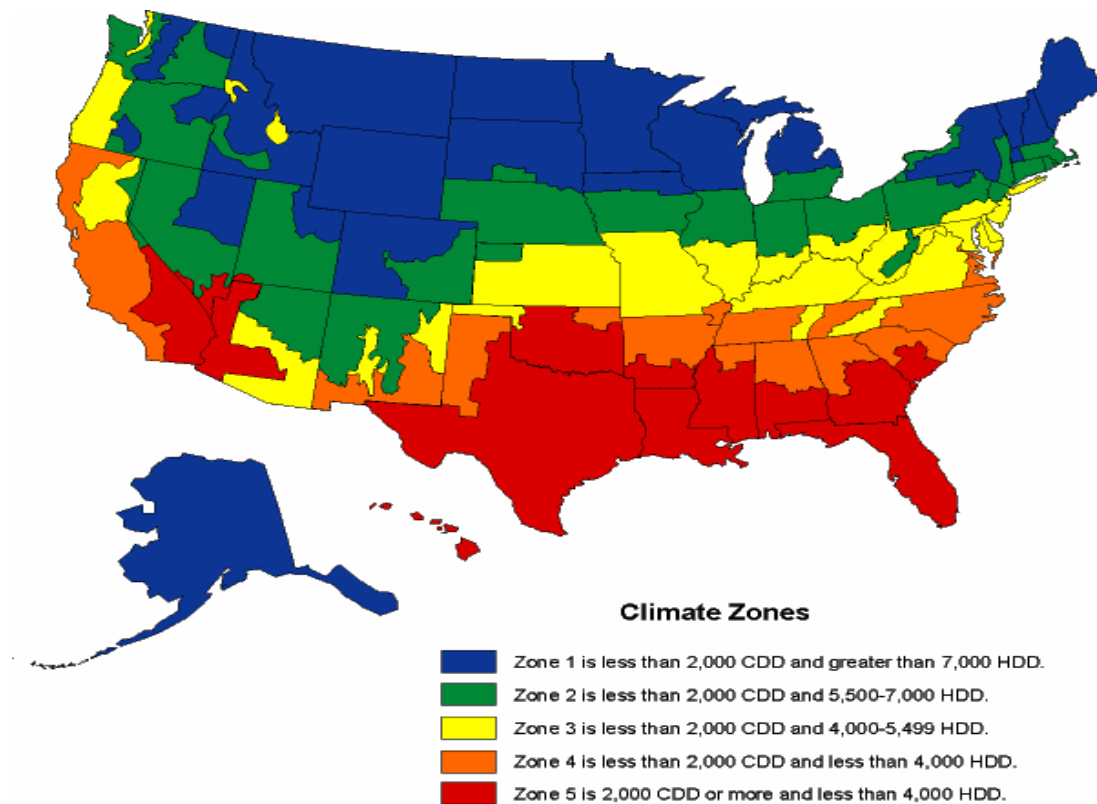 Climate Zones
Zone 1 is less than 2,000 CDD and greater than 7,000 HDD.
Zone 2 is less than 2,000 CDD and 5,500-7,000 HDD.
Zone 3 is less than 2,000 CDD and 4,000-5,499 HDD.
Zone 4 is less than 2,000 CDD and less than 4,000 HDD.
Zone 5 is 2,000 CDD or more and less than 4,000 HDD.